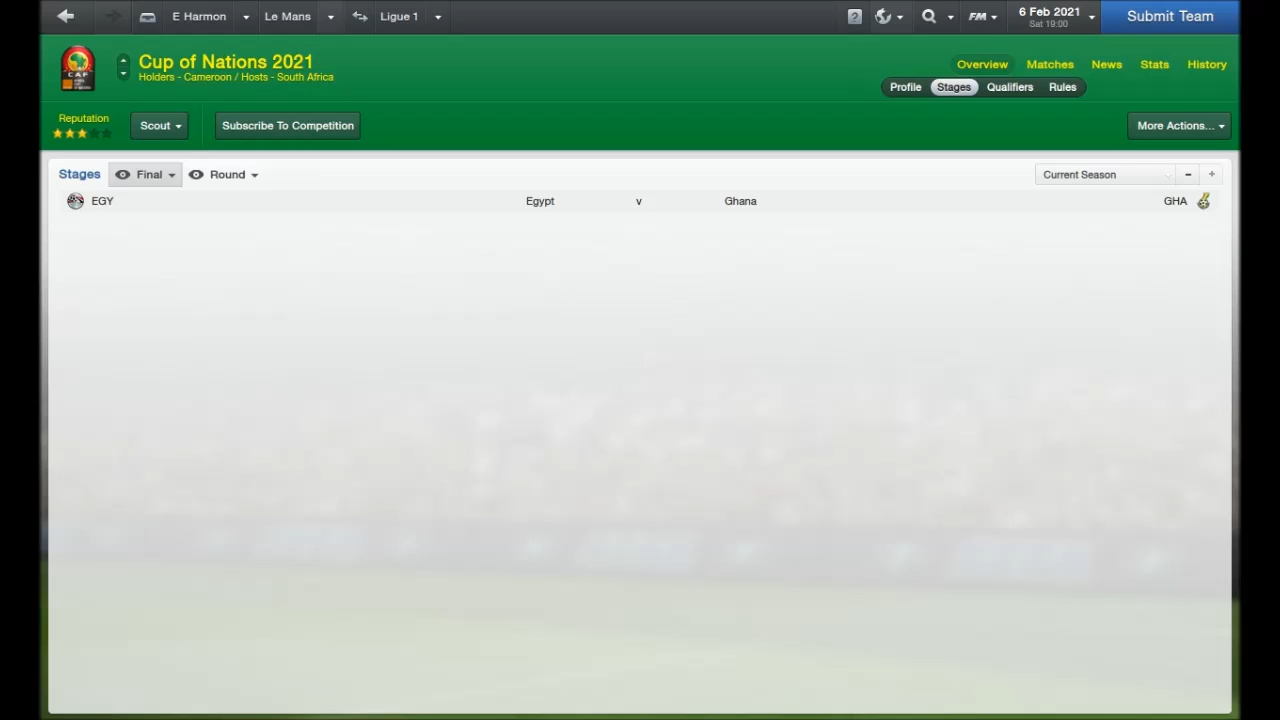 E Harmon Le Mans Ligue 1 ? FM 6 Feb 2021 Submit Team
Sat 19:00
CAF
Cup of Nations 2021
Holders - Cameroon / Hosts - South Africa
Overview Matches News Stats History
Profile Stages Qualifiers Rules
Reputation
Scout Subscribe To Competition More Actions...
Stages Final Round Current Season - +
EGY Egypt v Ghana GHA